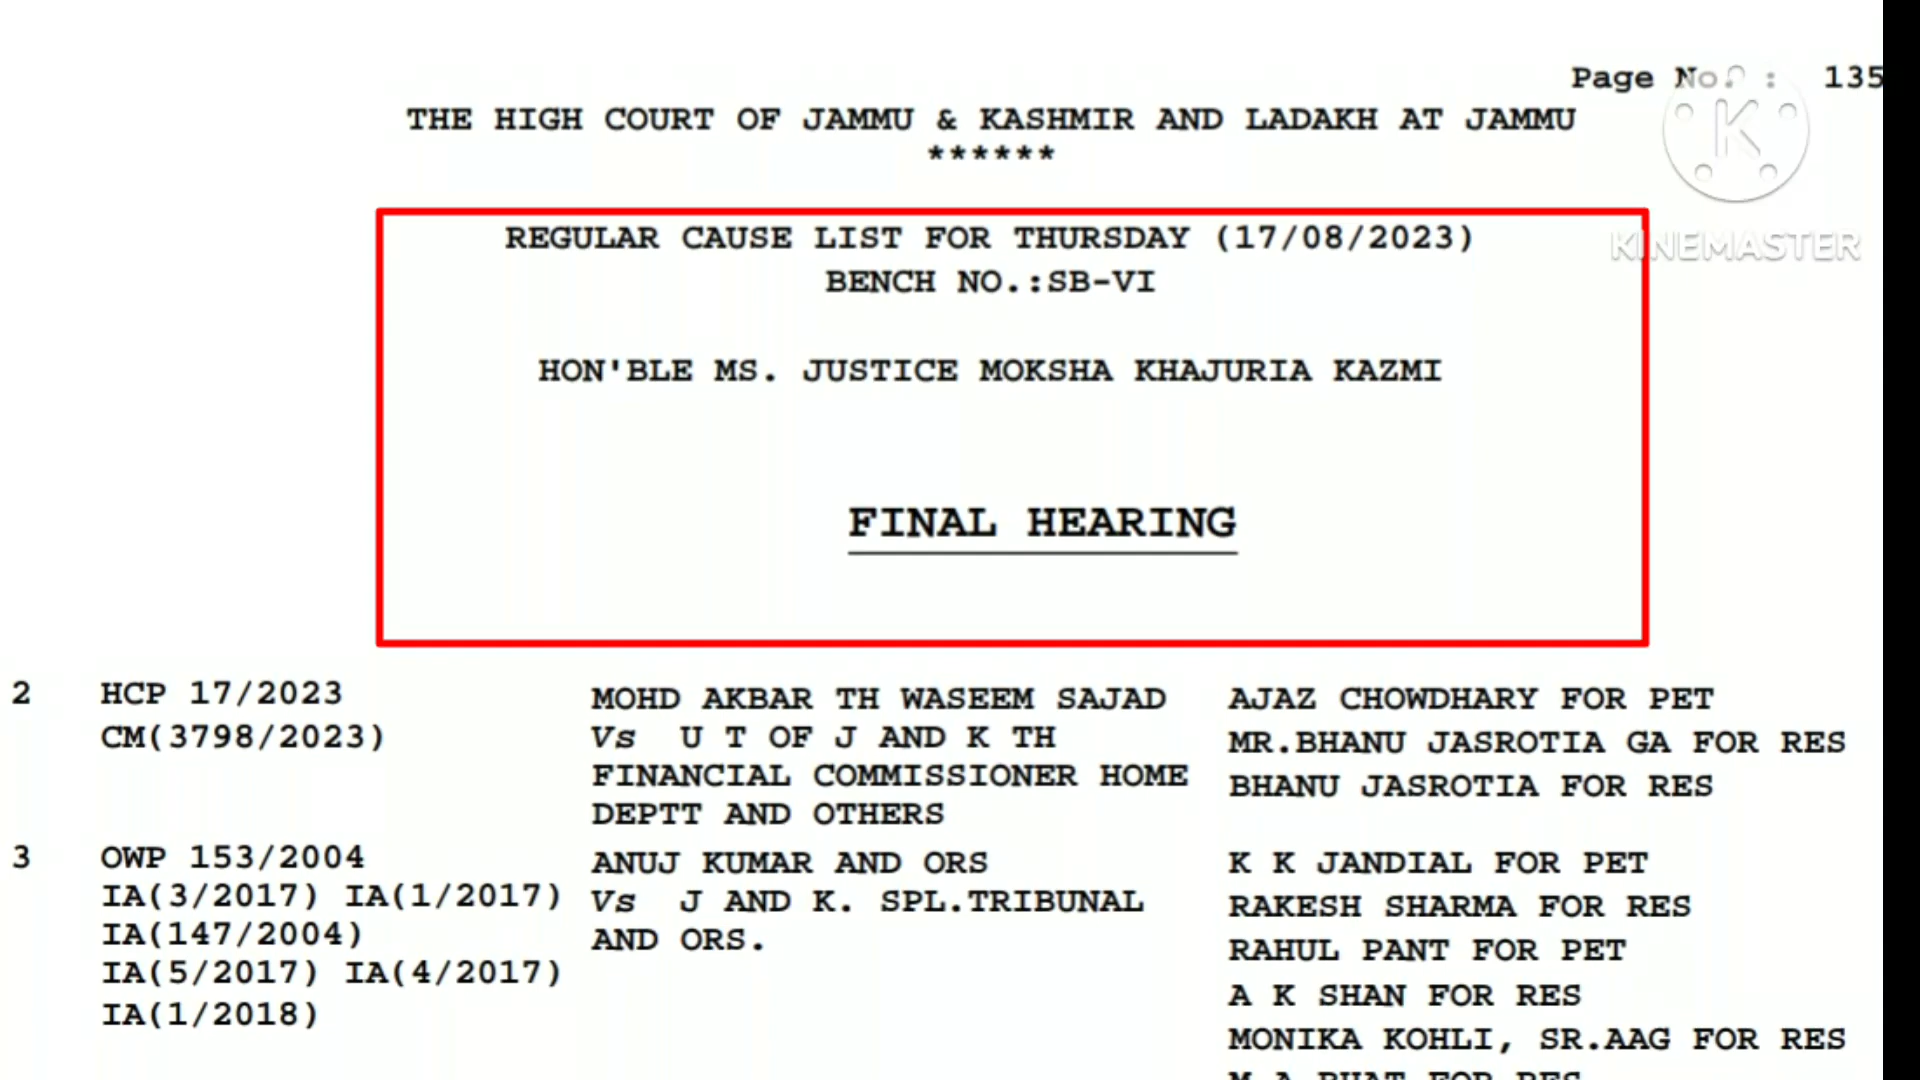 Page No. : 135
THE HIGH COURT OF JAMMU & KASHMIR AND LADAKH AT JAMMU
******
REGULAR CAUSE LIST FOR THURSDAY (17/08/2023)
BENCH NO.:SB-VI
HON'BLE MS. JUSTICE MOKSHA KHAJURIA KAZMI
FINAL HEARING
K
KINEMASTER
2 HCP 17/2023
CM(3798/2023)
MOHD AKBAR TH WASEEM SAJAD
Vs U T OF J AND K TH
FINANCIAL COMMISSIONER HOME
DEPTT AND OTHERS
AJAZ CHOWDHARY FOR PET
MR.BHANU JASROTIA GA FOR RES
BHANU JASROTIA FOR RES
3 OWP 153/2004
IA(3/2017) IA(1/2017)
IA(147/2004)
IA(5/2017) IA(4/2017)
IA(1/2018)
ANUJ KUMAR AND ORS
Vs J AND K. SPL.TRIBUNAL
AND ORS.
K K JANDIAL FOR PET
RAKESH SHARMA FOR RES
RAHUL PANT FOR PET
A K SHAN FOR RES
MONIKA KOHLI, SR.AAG FOR RES
M A BHAT FOR RES